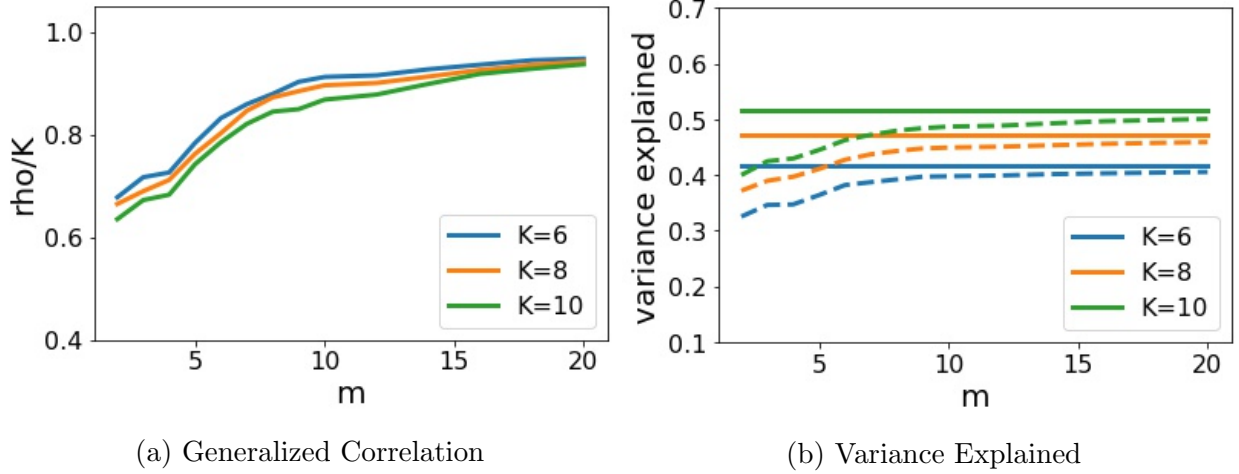 1.0
0.8
0.6
0.4
rho/K
5 10 15 20
m
K=6
K=8
K=10
(a) Generalized Correlation
0.7
0.6
0.5
0.4
0.3
0.2
0.1
variance explained
5 10 15 20
m
K=6
K=8
K=10
(b) Variance Explained